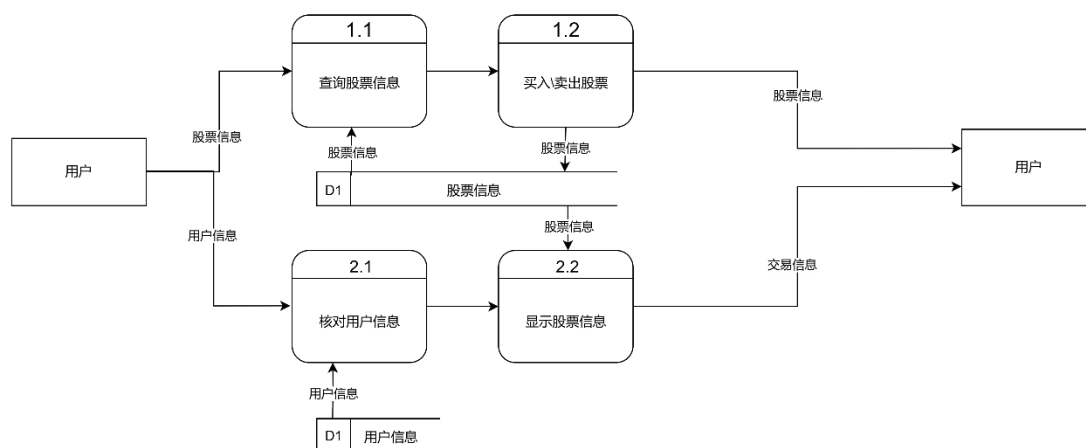 1.1
1.2
查询股票信息
买入\卖出股票
股票信息
股票信息
股票信息
股票信息
用户
用户
D1
股票信息
用户信息
股票信息
2.1
2.2
交易信息
核对用户信息
显示股票信息
用户信息
D1
用户信息